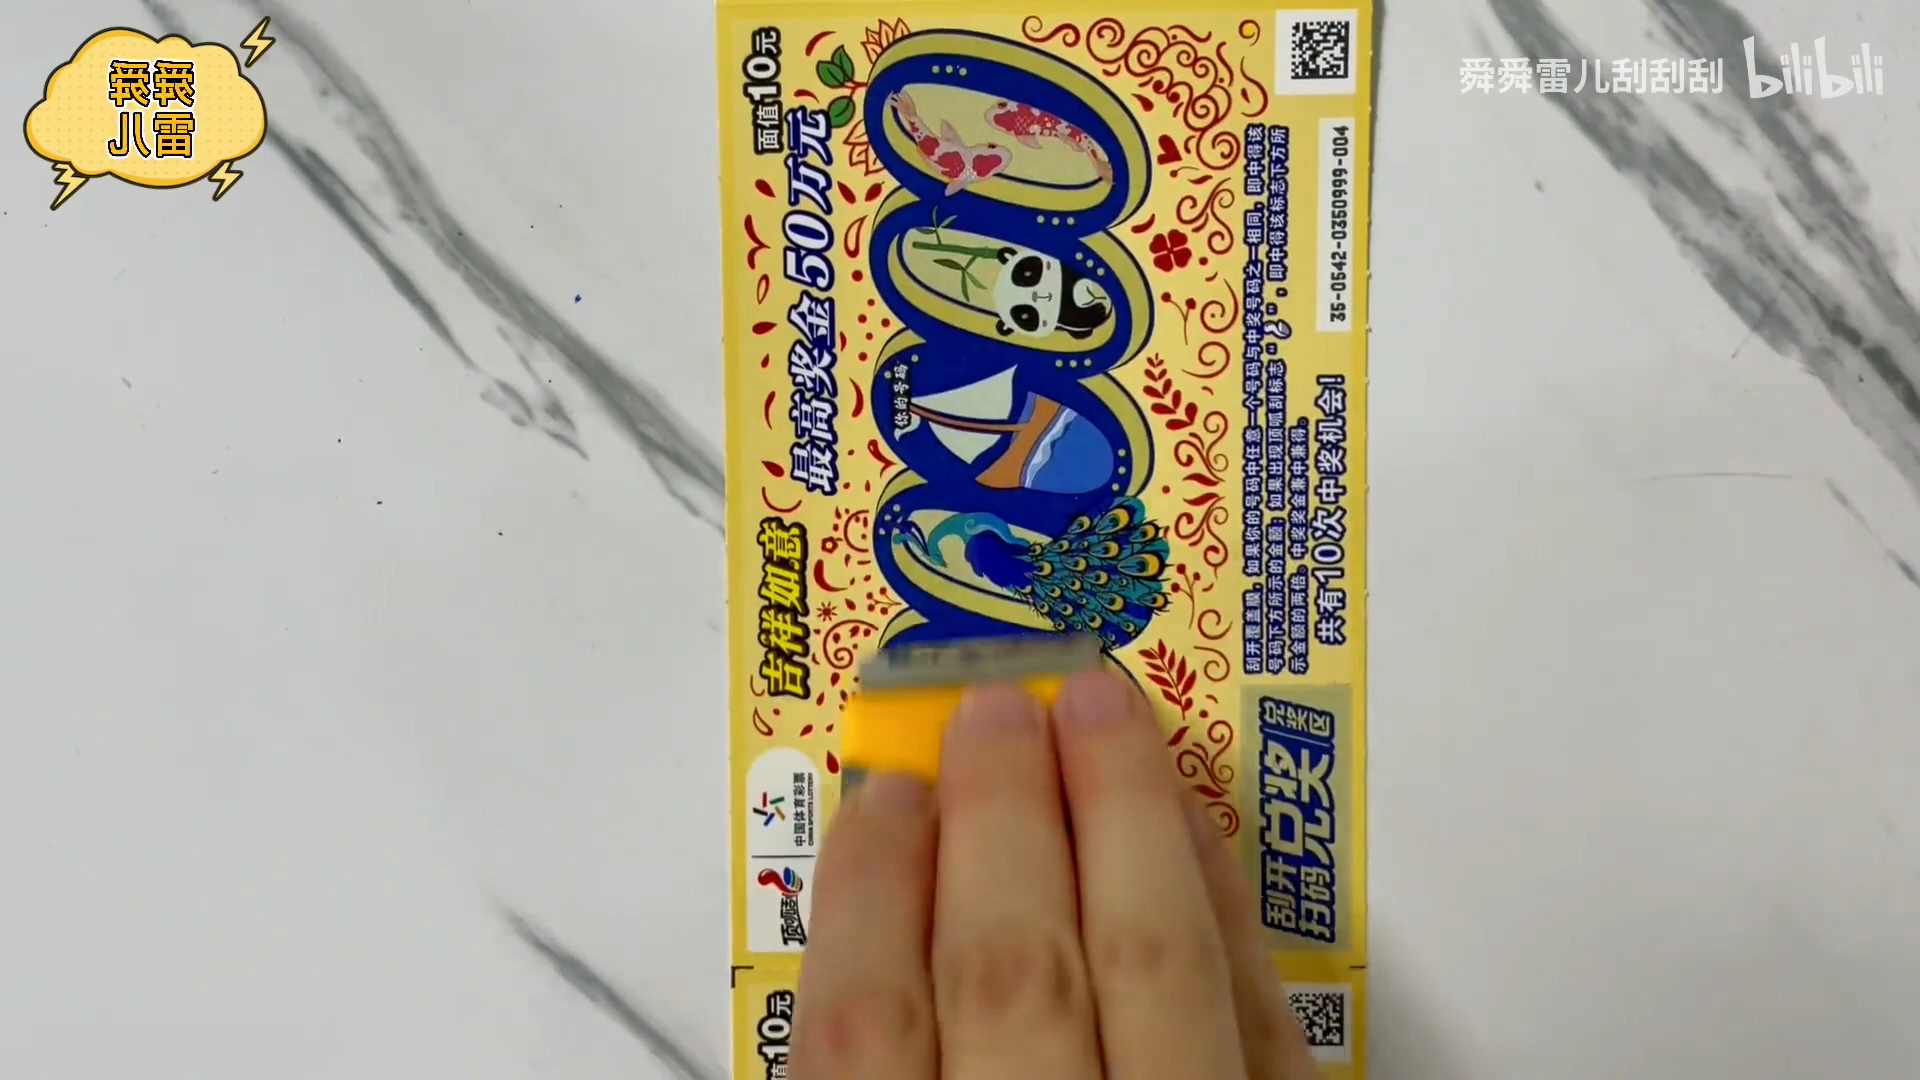 舜舜
雷儿
舜舜雷儿刮刮刮 bilibili
面值10元
最高奖金50万元
吉祥如意
中国体育彩票
CHINA SPORTS LOTTERY
顶呱刮
你的号码
刮开覆盖膜，如果你的号码中任意一个号码与中奖号码之一相同，即中得该
号码下方所示的金额；如果出现顶呱刮标志“ ”，即中得该标志下方所
示金额的两倍。中奖奖金兼中兼得。
共有10次中奖机会！
35-0542-0350999-004
刮开
扫码
兑奖
兑奖区
面值10元